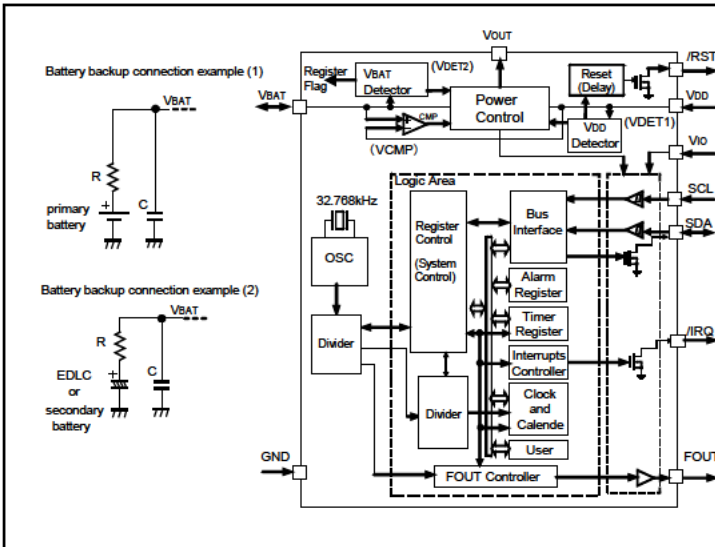 VOUT
/RST
Battery backup connection example (1)
Register Flag
VBAT Detector
(VDET2)
Reset (Delay)
VBAT
VBAT
Power Control
VDD
CMP
(VDET1)
VDD Detector
(VCMP)
VIO
R
C
+
primary battery
Logic Area
SCL
32.768kHz
Register Control
(System Control)
Bus Interface
SDA
OSC
Battery backup connection example (2)
Alarm Register
VBAT
Divider
Timer Register
/IRQ
R
C
+
Interrupts Controller
EDLC or secondary battery
Divider
Clock and Calende
User
GND
FOUT Controller
FOUT